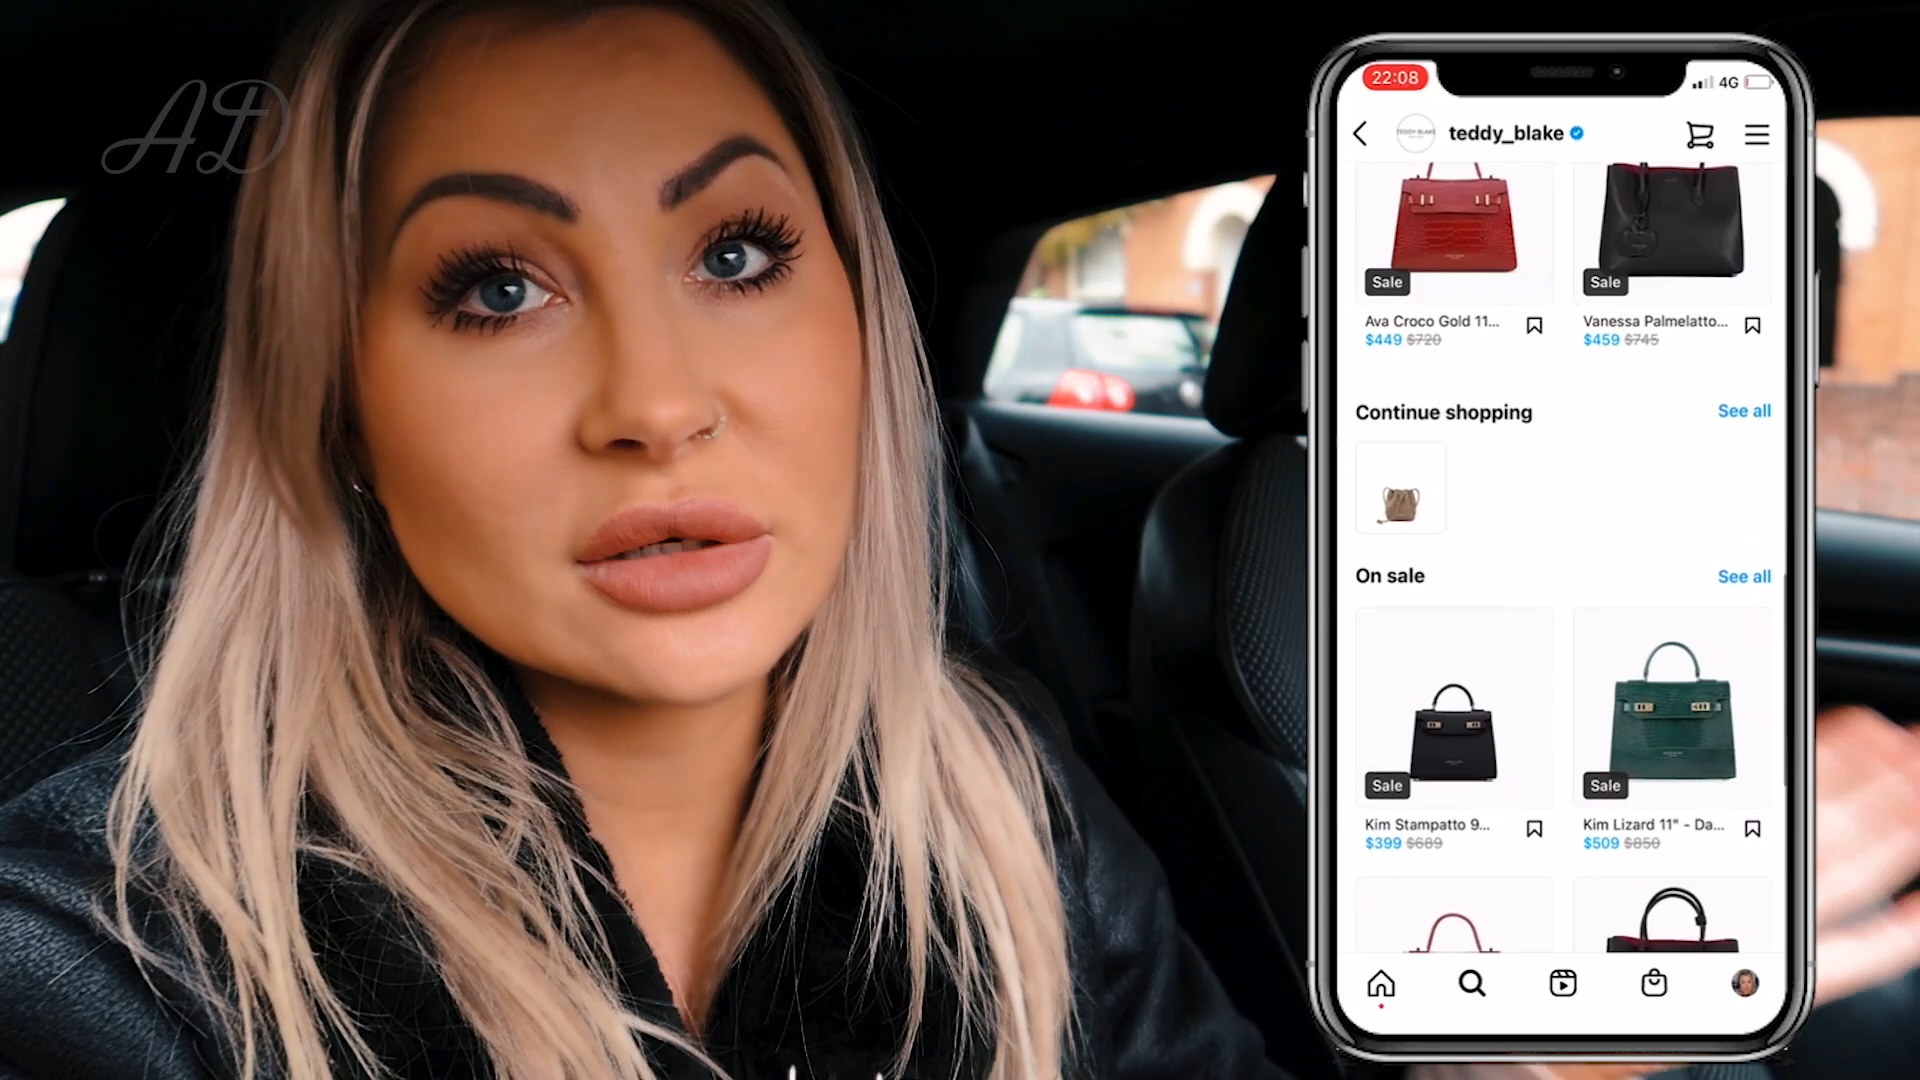 AD
22:08
4G
TEDDY BLAKE
teddy_blake
Sale
Sale
Ava Croco Gold 11...
Vanessa Palmelatto...
$449 $720
$459 $745
Continue shopping
See all
On sale
See all
Sale
Sale
Kim Stampatto 9...
Kim Lizard 11" - Da...
$399 $689
$509 $850